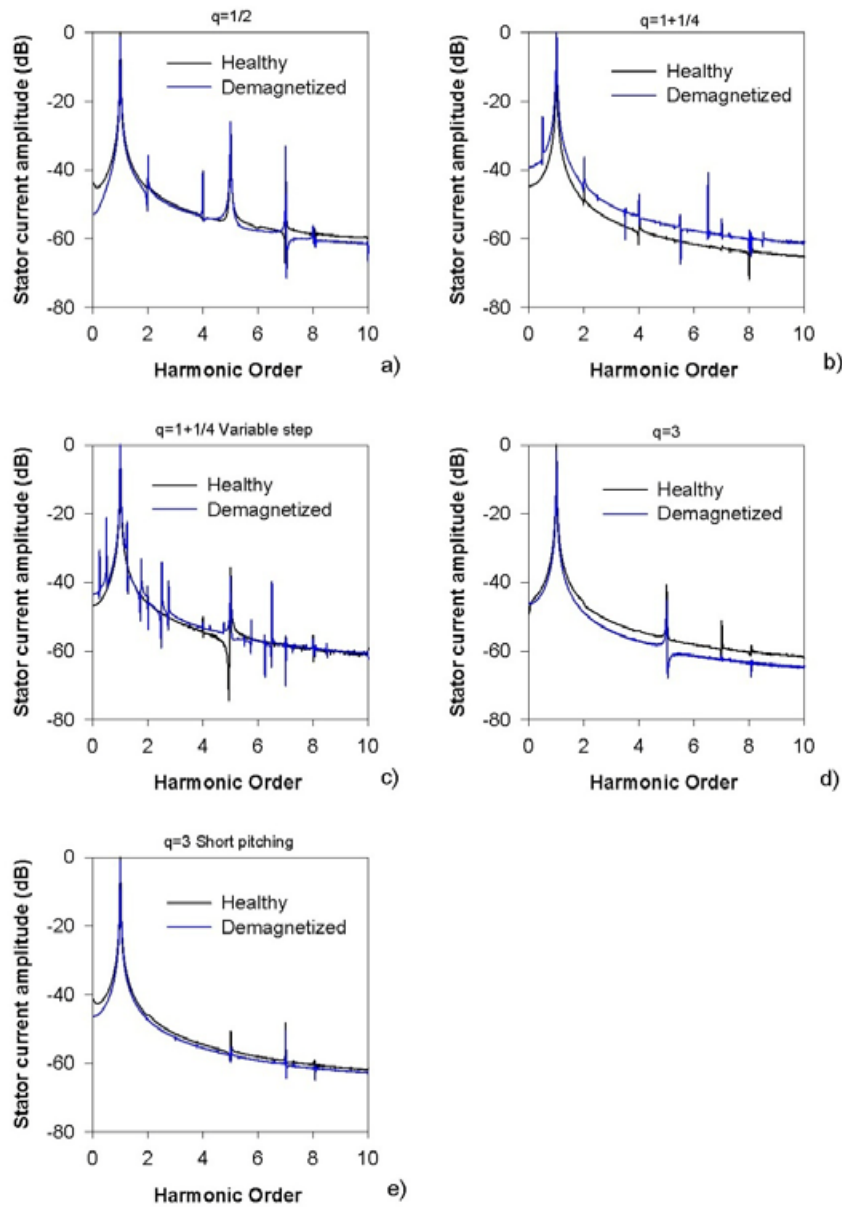 q=1/2
Stator current amplitude (dB)
0
-20
-40
-60
-80
Healthy
Demagnetized
0 2 4 6 8 10
Harmonic Order
a)
q=1+1/4
Stator current amplitude (dB)
0
-20
-40
-60
-80
Healthy
Demagnetized
0 2 4 6 8 10
Harmonic Order
b)
q=1+1/4 Variable step
Stator current amplitude (dB)
0
-20
-40
-60
-80
Healthy
Demagnetized
0 2 4 6 8 10
Harmonic Order
c)
q=3
Stator current amplitude (dB)
0
-20
-40
-60
-80
Healthy
Demagnetized
0 2 4 6 8 10
Harmonic Order
d)
q=3 Short pitching
Stator current amplitude (dB)
0
-20
-40
-60
-80
Healthy
Demagnetized
0 2 4 6 8 10
Harmonic Order
e)